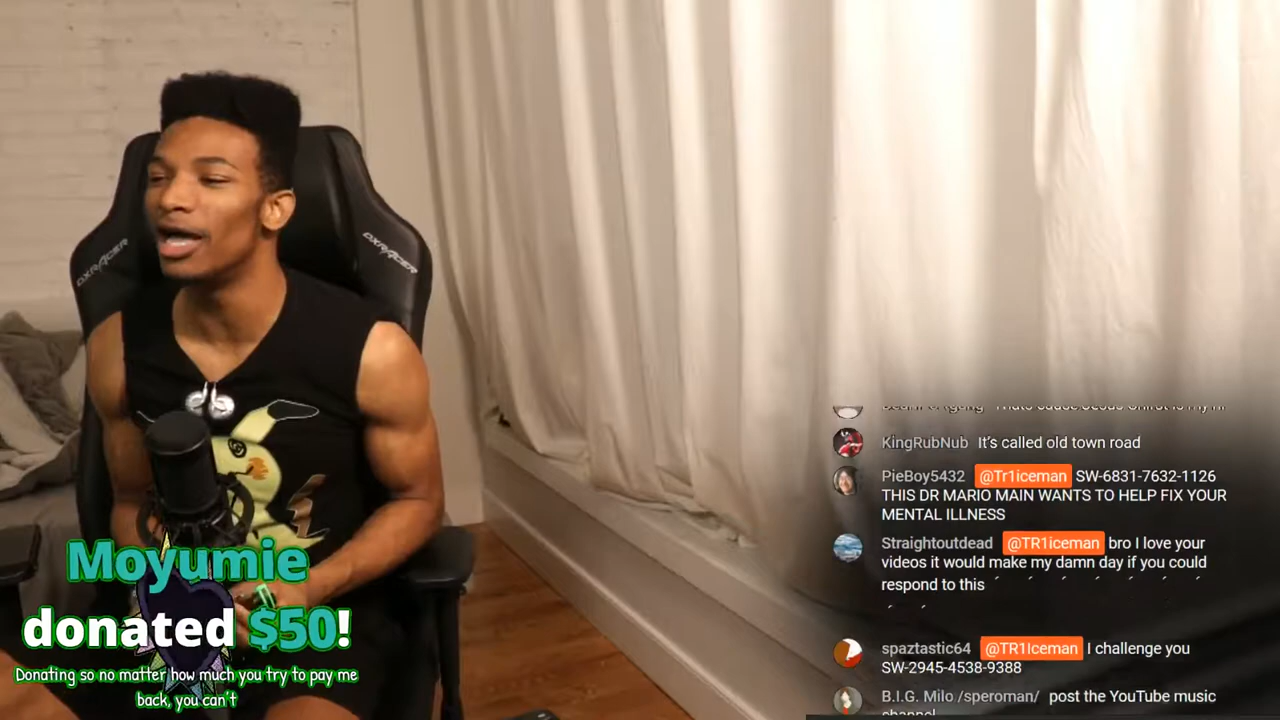 DXRACER
DXRACER
Moyumie
donated $50!
Donating so no matter how much you try to pay me
back, you can't
KingRubNub It's called old town road
PieBoy5432 @Tr1iceman SW-6831-7632-1126
THIS DR MARIO MAIN WANTS TO HELP FIX YOUR
MENTAL ILLNESS
Straightoutdead @TR1iceman bro I love your
videos it would make my damn day if you could
respond to this
spaztastic64 @TR1Iceman I challenge you
SW-2945-4538-9388
B.I.G. Milo /speroman/ post the YouTube music
channel